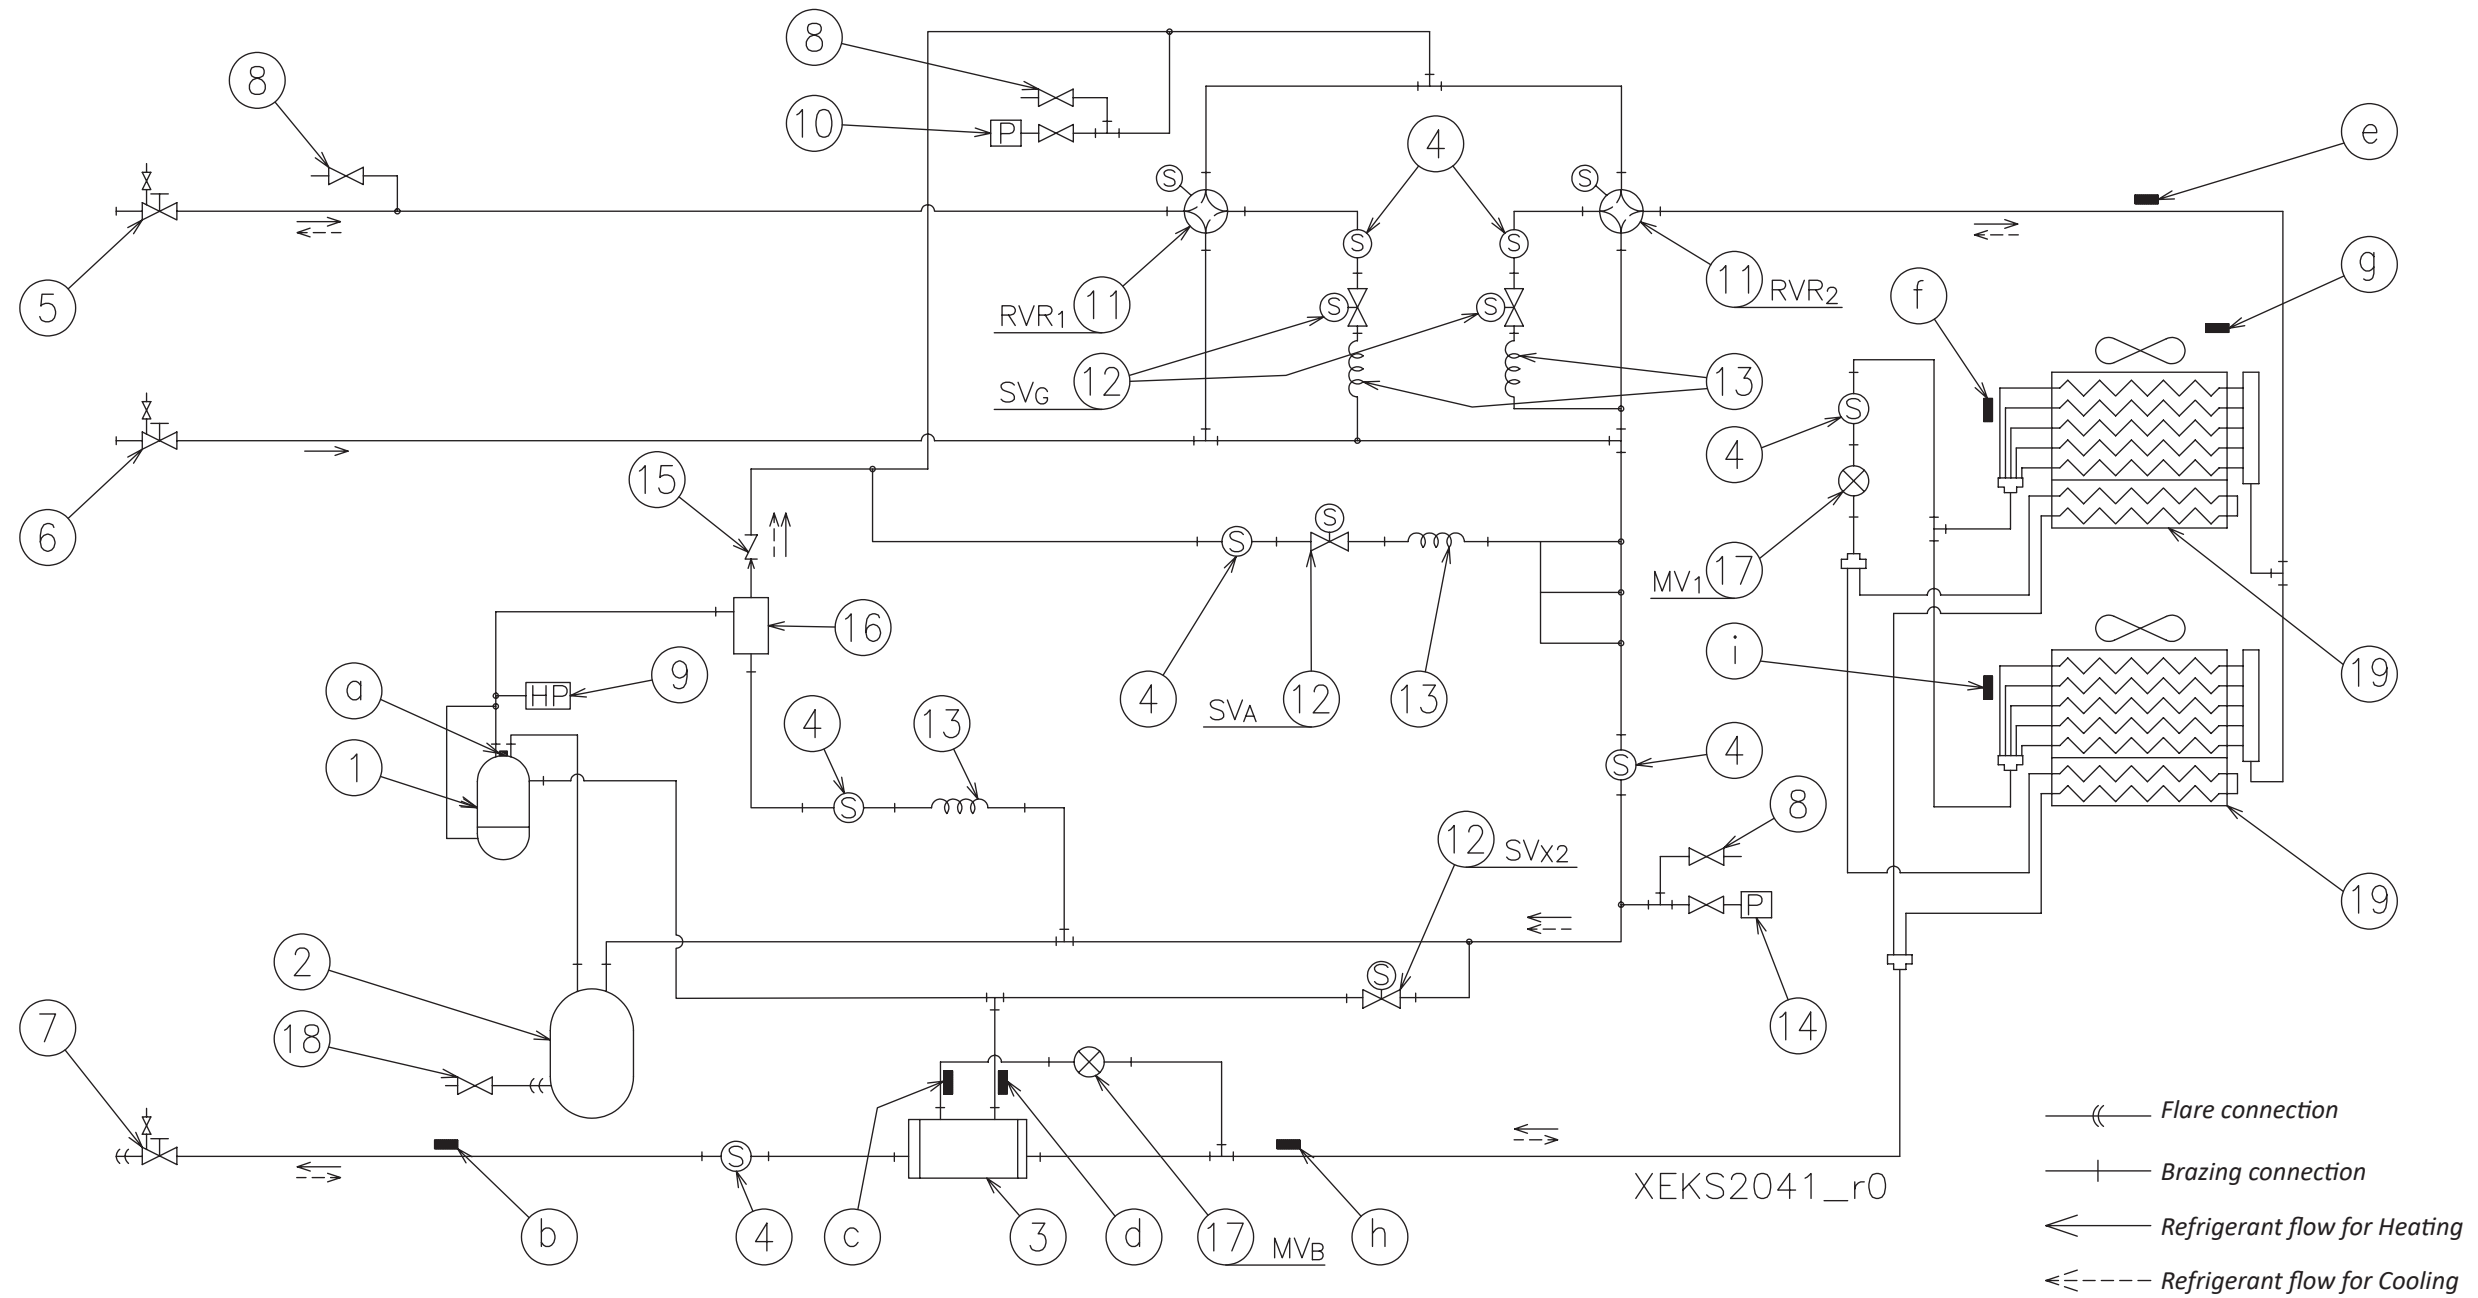 8
8
10
P
4
e
S
S
5
S
S
11
RVR1
11
RVR2
g
f
S
S
12
SVG
13
S
4
15
6
S
S
17
MV1
16
i
19
a
HP
9
4
13
4
12
SVA
13
S
4
1
8
S
12
SVX2
P
19
2
S
14
7
18
S
b
4
c
3
d
17
MVB
h
XEKS2041_r0
Flare connection
Brazing connection
Refrigerant flow for Heating
Refrigerant flow for Cooling